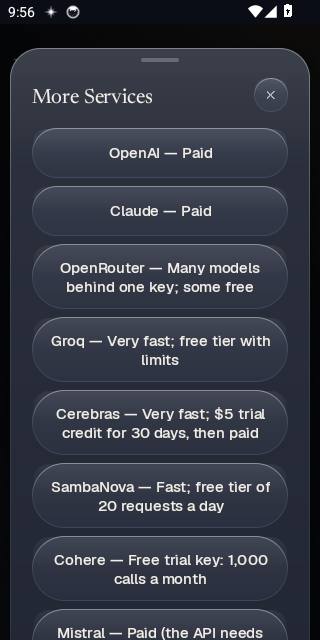 9:56
More Services
OpenAI — Paid
Claude — Paid
OpenRouter — Many models
behind one key; some free
Groq — Very fast; free tier with
limits
Cerebras — Very fast; $5 trial
credit for 30 days, then paid
SambaNova — Fast; free tier of
20 requests a day
Cohere — Free trial key: 1,000
calls a month
Mistral — Paid (the API needs